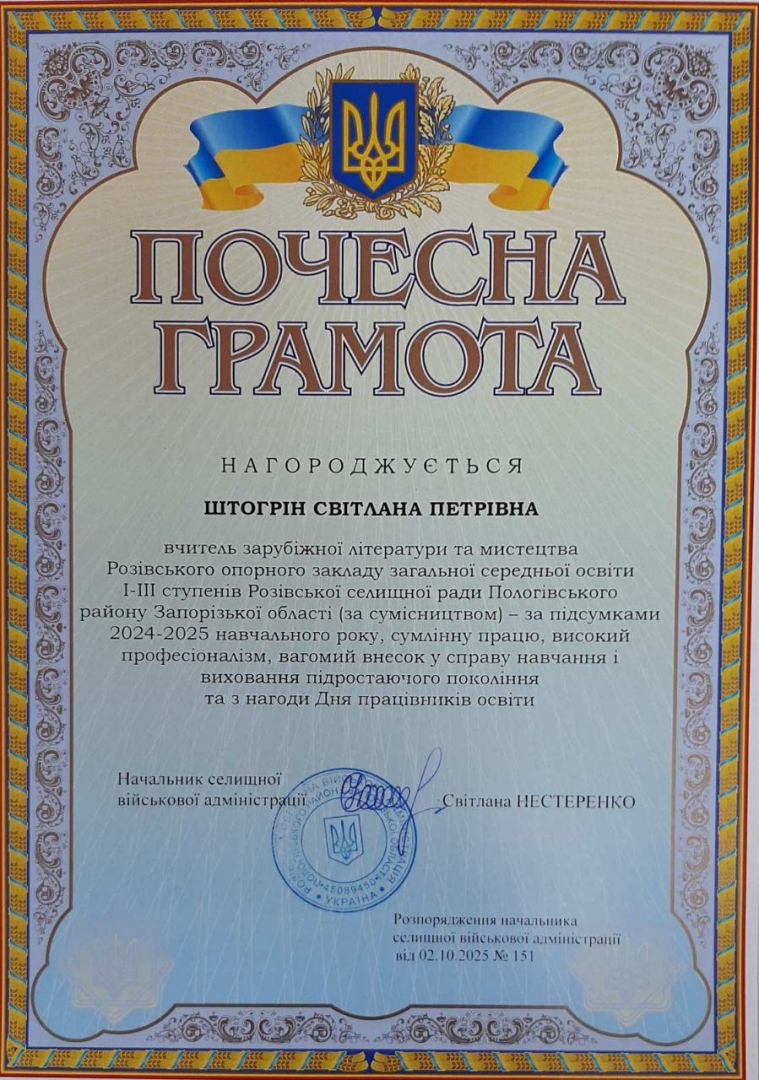 ПОЧЕСНА
ГРАМОТА
НАГОРОДЖУЄТЬСЯ
ШТОГРІН СВІТЛАНА ПЕТРІВНА
вчитель зарубіжної літератури та мистецтва
Розівського опорного закладу загальної середньої освіти
І-ІІІ ступенів Розівської селищної ради Пологівського
району Запорізької області (за сумісництвом) – за підсумками
2024-2025 навчального року, сумлінну працю, високий
професіоналізм, вагомий внесок у справу навчання і
виховання підростаючого покоління
та з нагоди Дня працівників освіти
Начальник селищної
військової адміністрації
Світлана НЕСТЕРЕНКО
45089450
УКРАЇНА
Розпорядження начальника
селищної військової адміністрації
від 02.10.2025 № 151